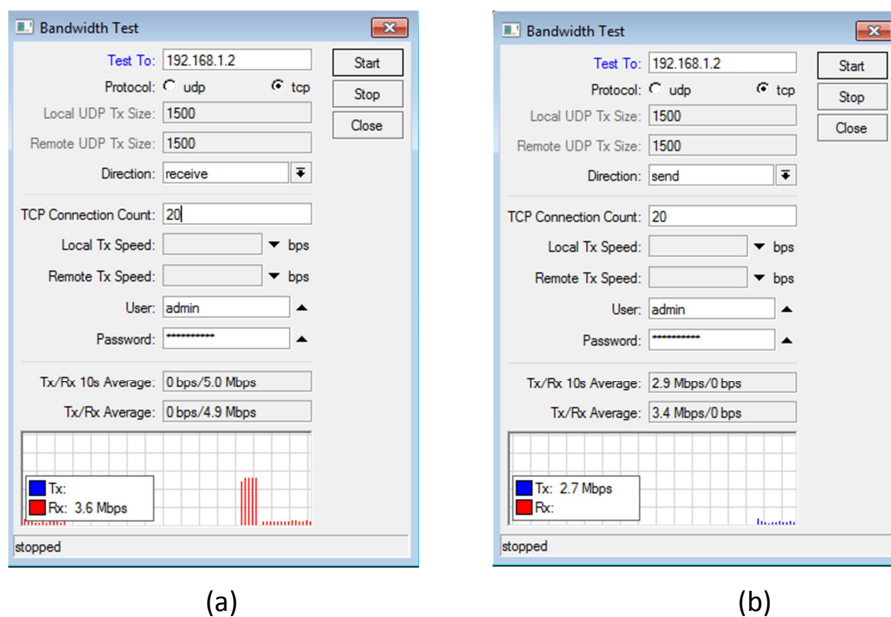 Bandwidth Test
Test To: 192.168.1.2
Start
Protocol: udp tcp
Stop
Local UDP Tx Size: 1500
Close
Remote UDP Tx Size: 1500
Direction: receive
TCP Connection Count: 20
Local Tx Speed: bps
Remote Tx Speed: bps
User: admin
Password: **********
Tx/Rx 10s Average: 0 bps/5.0 Mbps
Tx/Rx Average: 0 bps/4.9 Mbps
Tx:
Rx: 3.6 Mbps
stopped
(a)
Bandwidth Test
Test To: 192.168.1.2
Start
Protocol: udp tcp
Stop
Local UDP Tx Size: 1500
Close
Remote UDP Tx Size: 1500
Direction: send
TCP Connection Count: 20
Local Tx Speed: bps
Remote Tx Speed: bps
User: admin
Password: **********
Tx/Rx 10s Average: 2.9 Mbps/0 bps
Tx/Rx Average: 3.4 Mbps/0 bps
Tx: 2.7 Mbps
Rx:
stopped
(b)